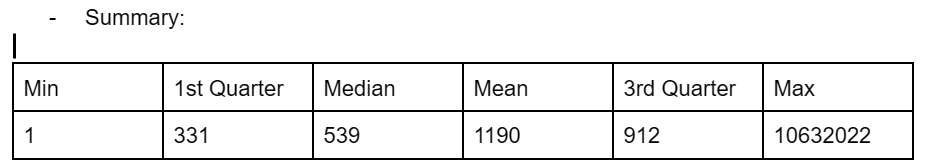 - Summary:
Min 1st Quarter Median Mean 3rd Quarter Max
1 331 539 1190 912 10632022